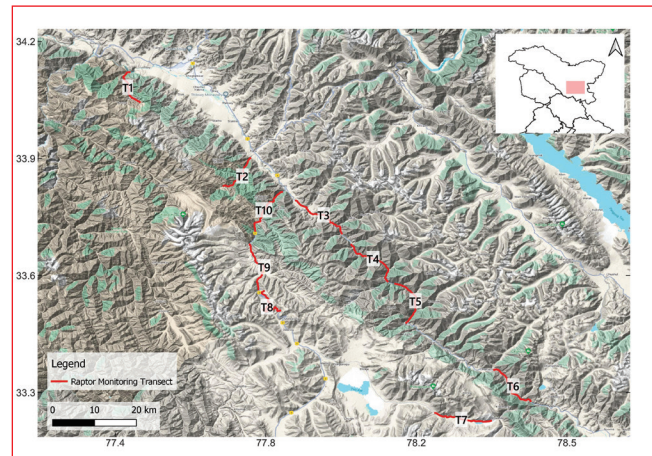 34.2
33.9
33.6
33.3
T1
T2
T10
T3
T9
T4
T8
T5
T6
T7
Legend
Raptor Monitoring Transect
0 10 20 km
77.4 77.8 78.2 78.5